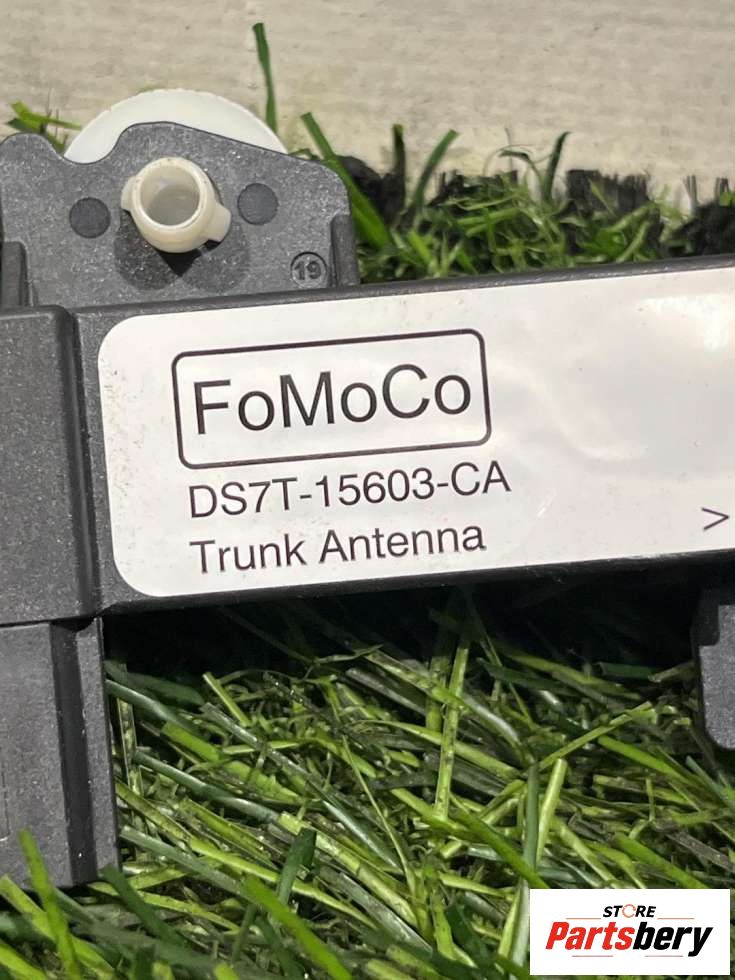 19
FoMoCo
DS7T-15603-CA
Trunk Antenna
>
STORE
Partsbery